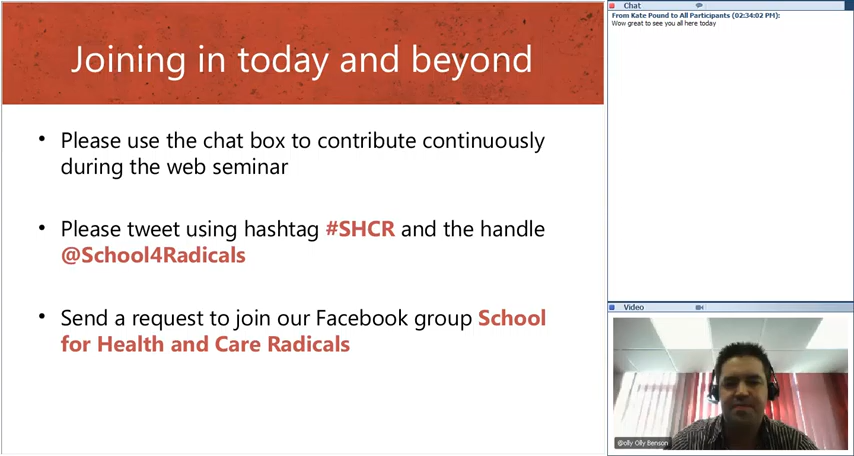 Joining in today and beyond
• Please use the chat box to contribute continuously
during the web seminar
• Please tweet using hashtag #SHCR and the handle
@School4Radicals
• Send a request to join our Facebook group School
for Health and Care Radicals
Chat
From Kate Pound to All Participants (02:34:02 PM):
Wow great to see you all here today
Video
@olly Olly Benson